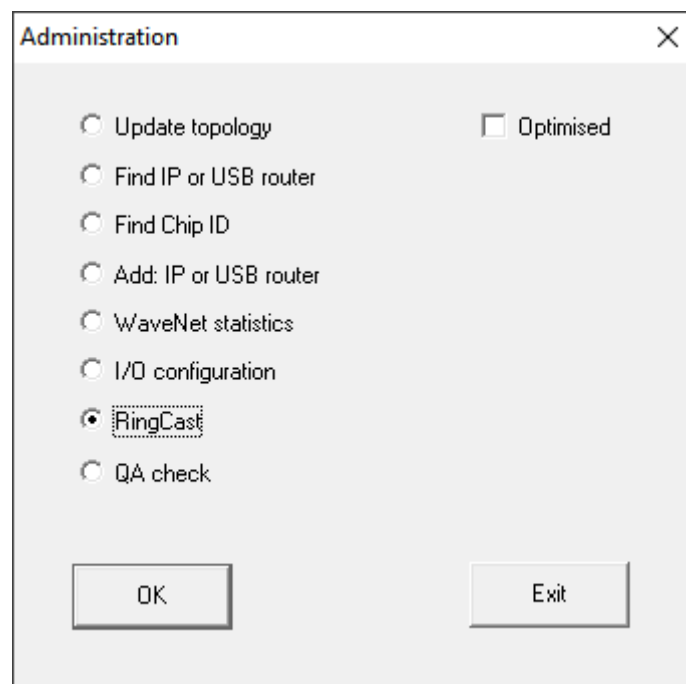 Administration
Update topology
Optimised
Find IP or USB router
Find Chip ID
Add: IP or USB router
WaveNet statistics
I/O configuration
RingCast
QA check
OK
Exit